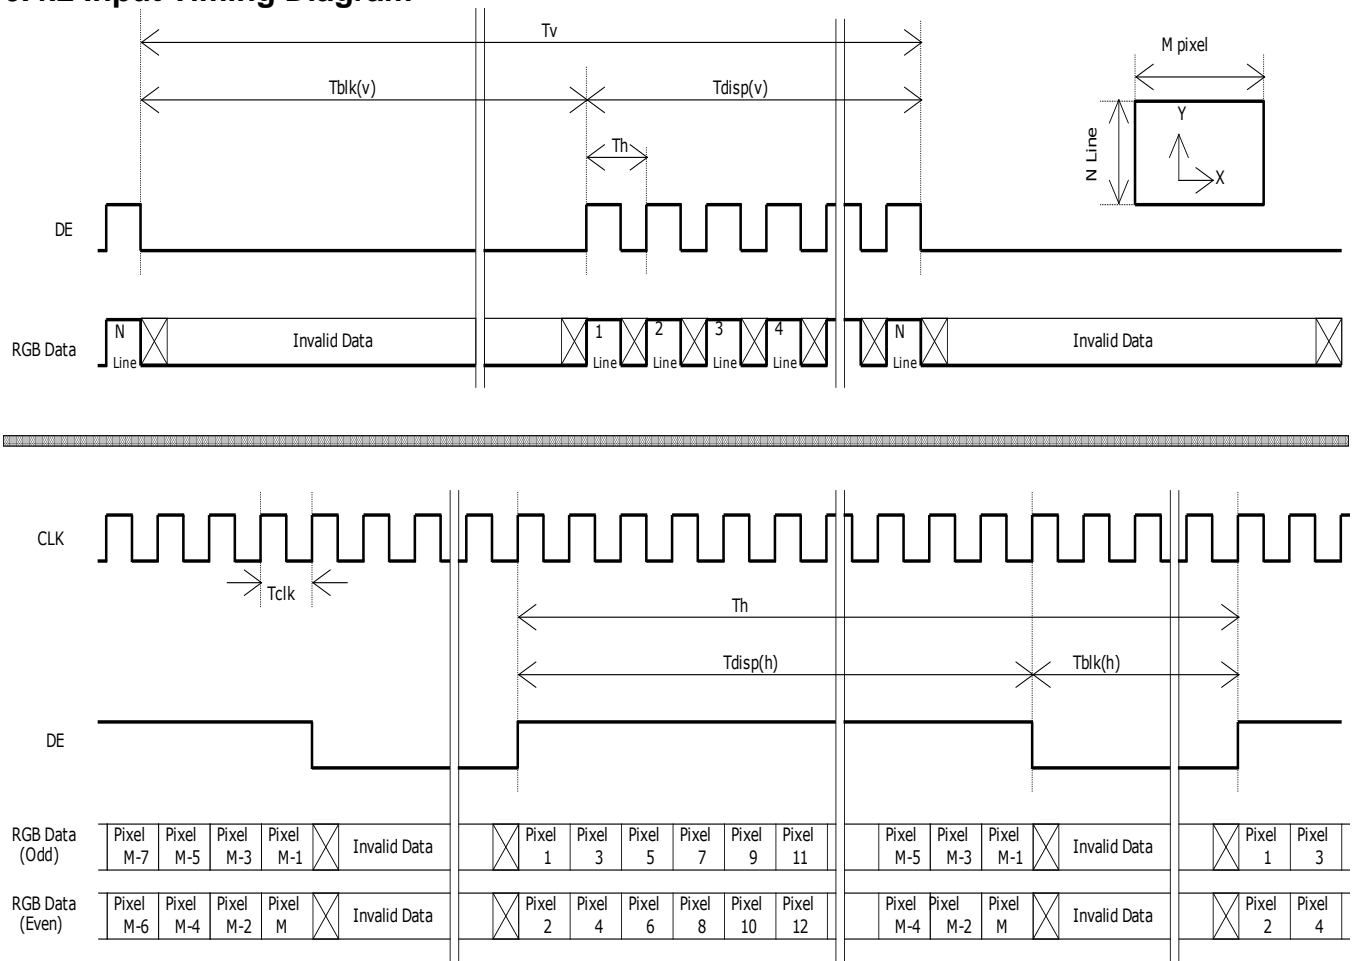 Input Timing Diagram
Tv
M pixel
Tblk(v) Tdisp(v)
Th
N Line
Y
X
DE
RGB Data
N Line Invalid Data 1 Line 2 Line 3 Line 4 Line N Line Invalid Data
CLK
Tclk
Th
Tdisp(h) Tblk(h)
DE
RGB Data (Odd)
Pixel M-7 Pixel M-5 Pixel M-3 Pixel M-1 Invalid Data Pixel 1 Pixel 3 Pixel 5 Pixel 7 Pixel 9 Pixel 11 Pixel M-5 Pixel M-3 Pixel M-1 Invalid Data Pixel 1 Pixel 3
RGB Data (Even)
Pixel M-6 Pixel M-4 Pixel M-2 Pixel M Invalid Data Pixel 2 Pixel 4 Pixel 6 Pixel 8 Pixel 10 Pixel 12 Pixel M-4 Pixel M-2 Pixel M Invalid Data Pixel 2 Pixel 4